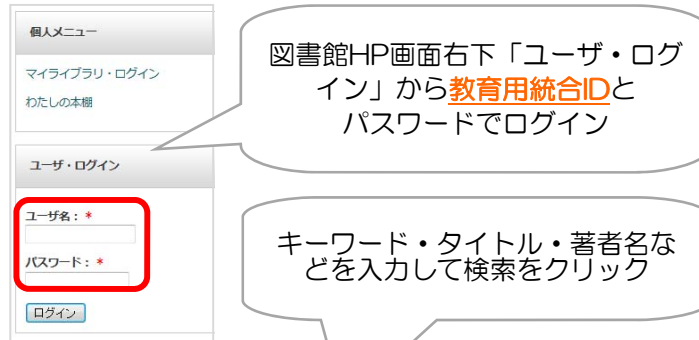 個人メニュー
マイライブラリ・ログイン
わたしの本棚
ユーザ・ログイン
ユーザ名：*
パスワード：*
ログイン
図書館HP画面右下「ユーザ・ログ
イン」から教育用統合IDと
パスワードでログイン
キーワード・タイトル・著者名な
どを入力して検索をクリック